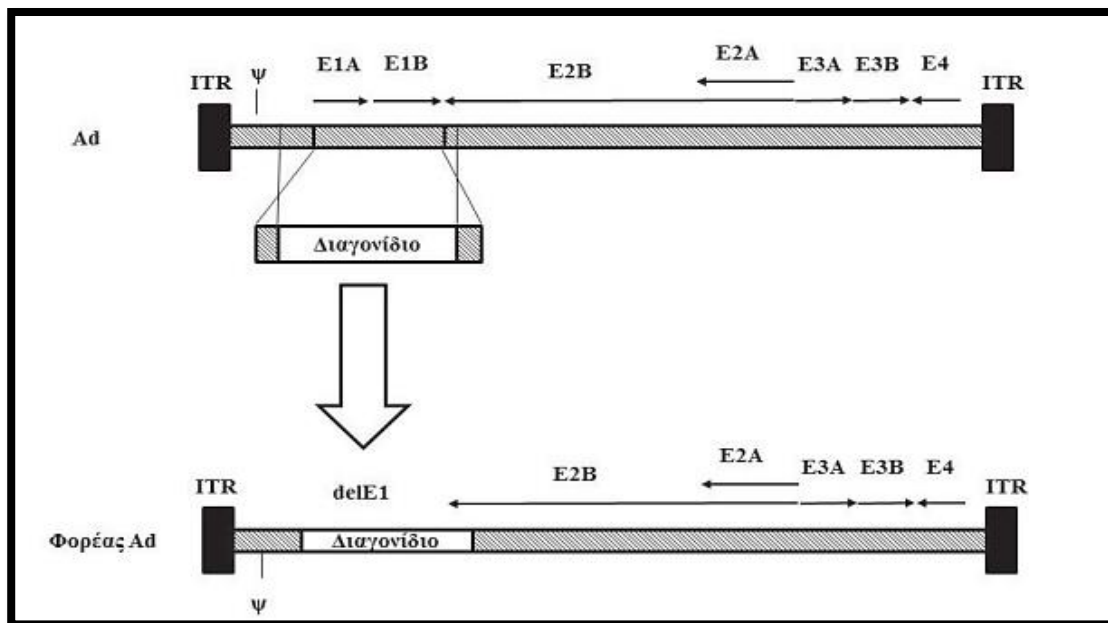 E2A
E1A E1B E2B E3A E3B E4
ITR ψ ITR
Ad
Διαγονίδιο
E2A
E2B E3A E3B E4
ITR delE1 ITR
Φορέας Ad Διαγονίδιο
ψ